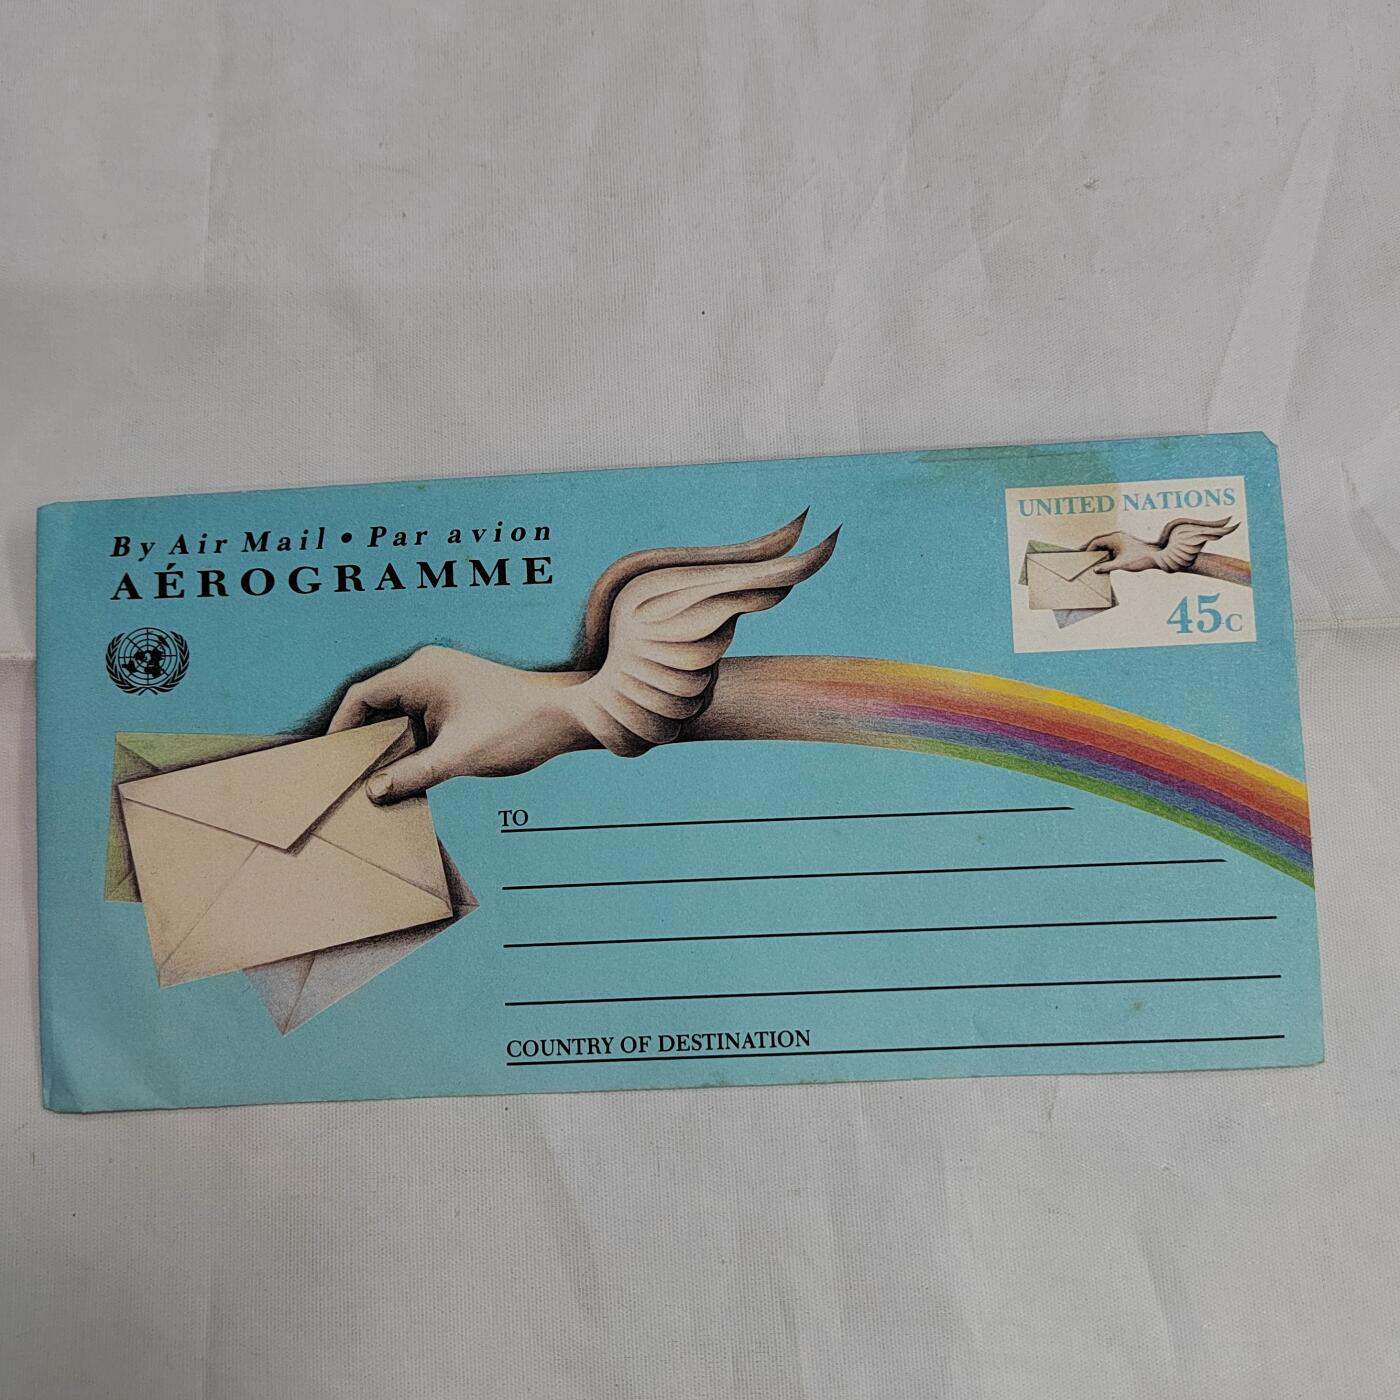 By Air Mail • Par avion
AÉROGRAMME
UNITED NATIONS
45c
TO
COUNTRY OF DESTINATION